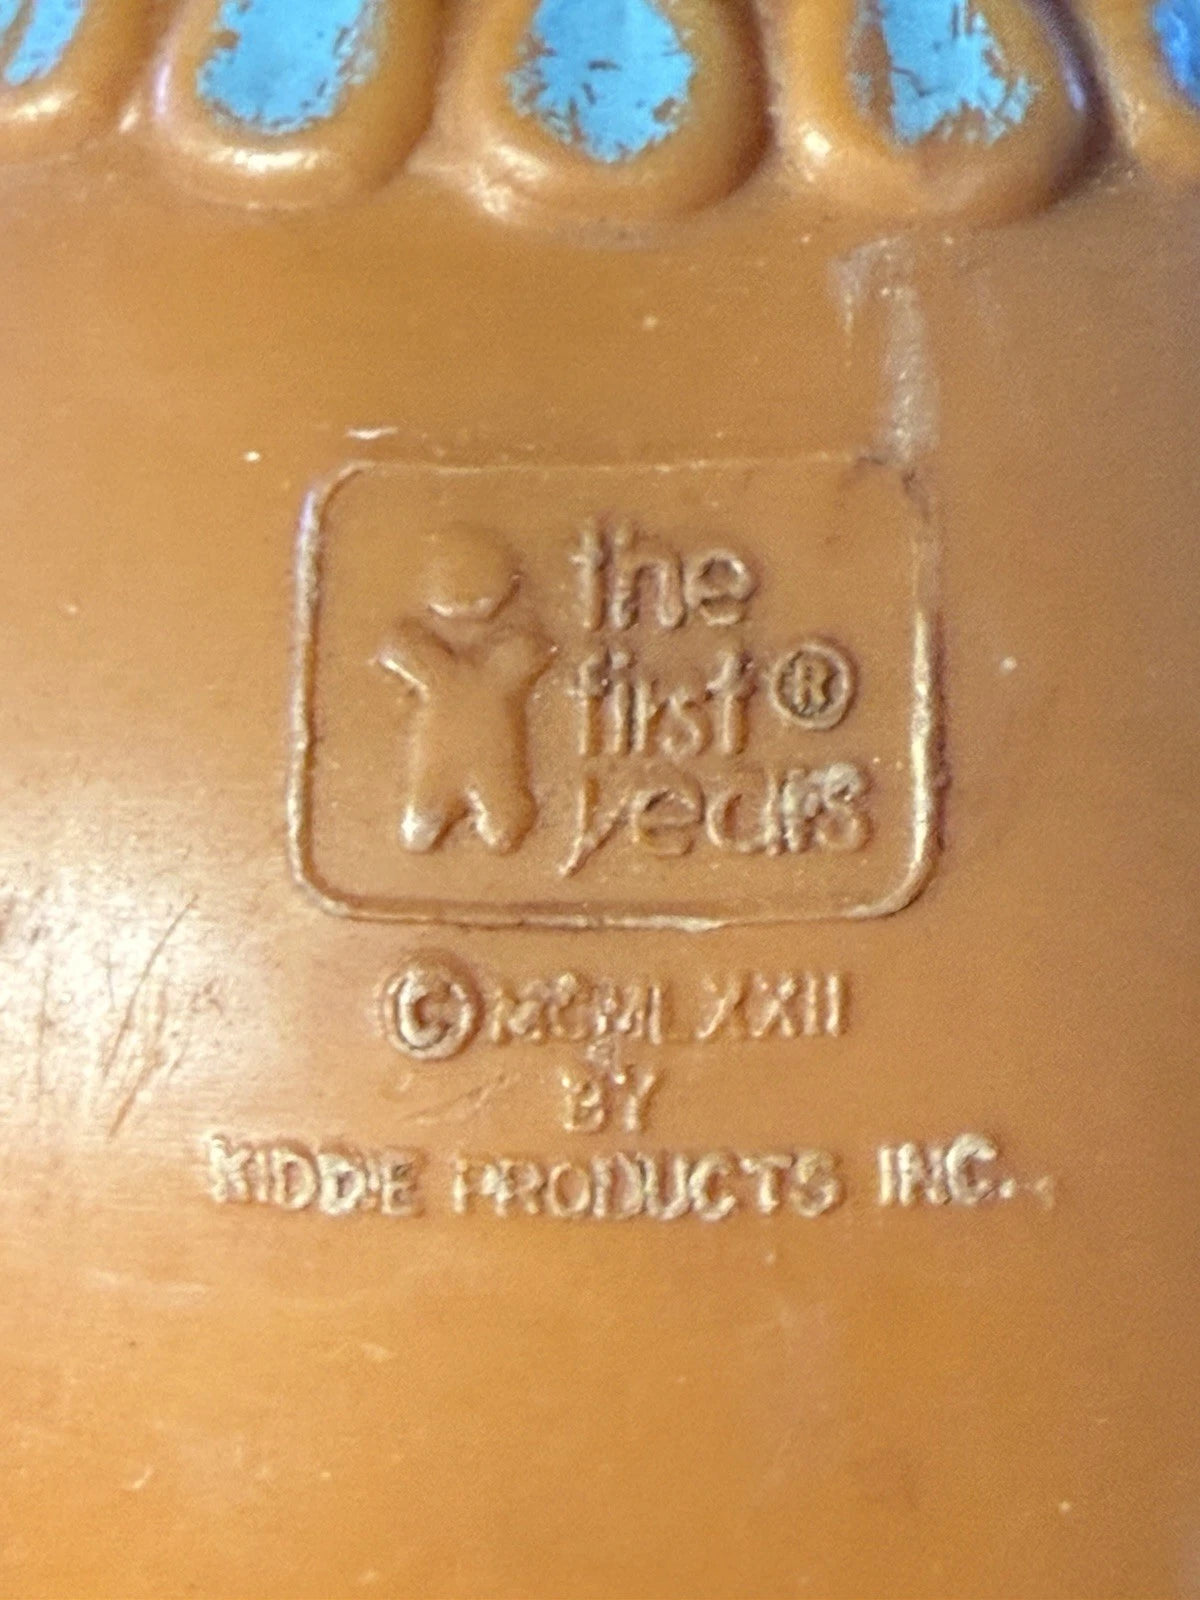 the
first®
years
© MCMLXXII
BY
KIDDIE PRODUCTS INC.